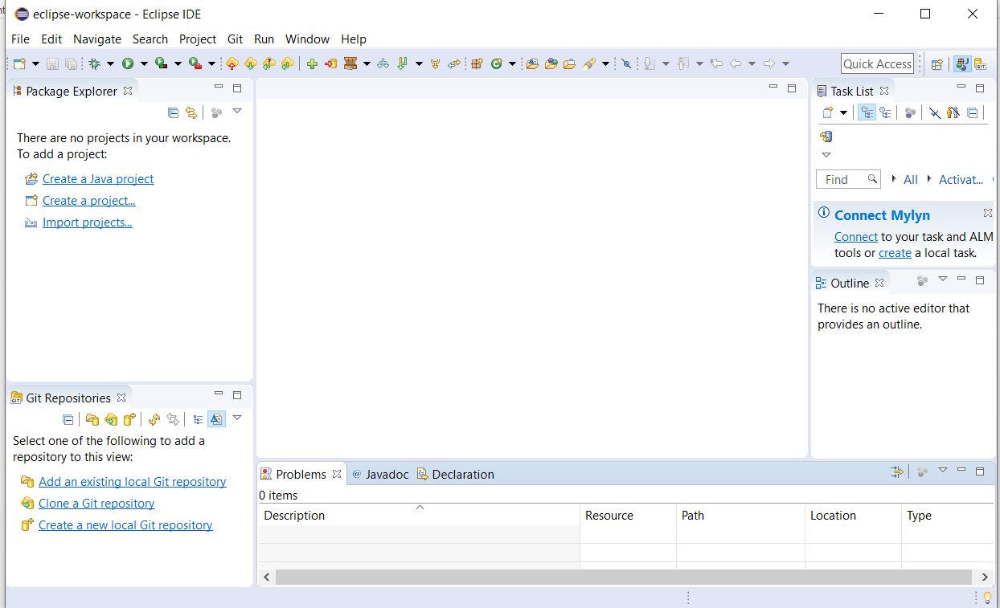 eclipse-workspace - Eclipse IDE
File Edit Navigate Search Project Git Run Window Help
Quick Access
GIT
Package Explorer
There are no projects in your workspace.
To add a project:
Create a Java project
Create a project...
Import projects...
Git Repositories
Select one of the following to add a
repository to this view:
Add an existing local Git repository
Clone a Git repository
Create a new local Git repository
Task List
Find
All
Activat...
Connect Mylyn
Connect to your task and ALM
tools or create a local task.
Outline
There is no active editor that
provides an outline.
Problems @ Javadoc Declaration
0 items
Description Resource Path Location Type